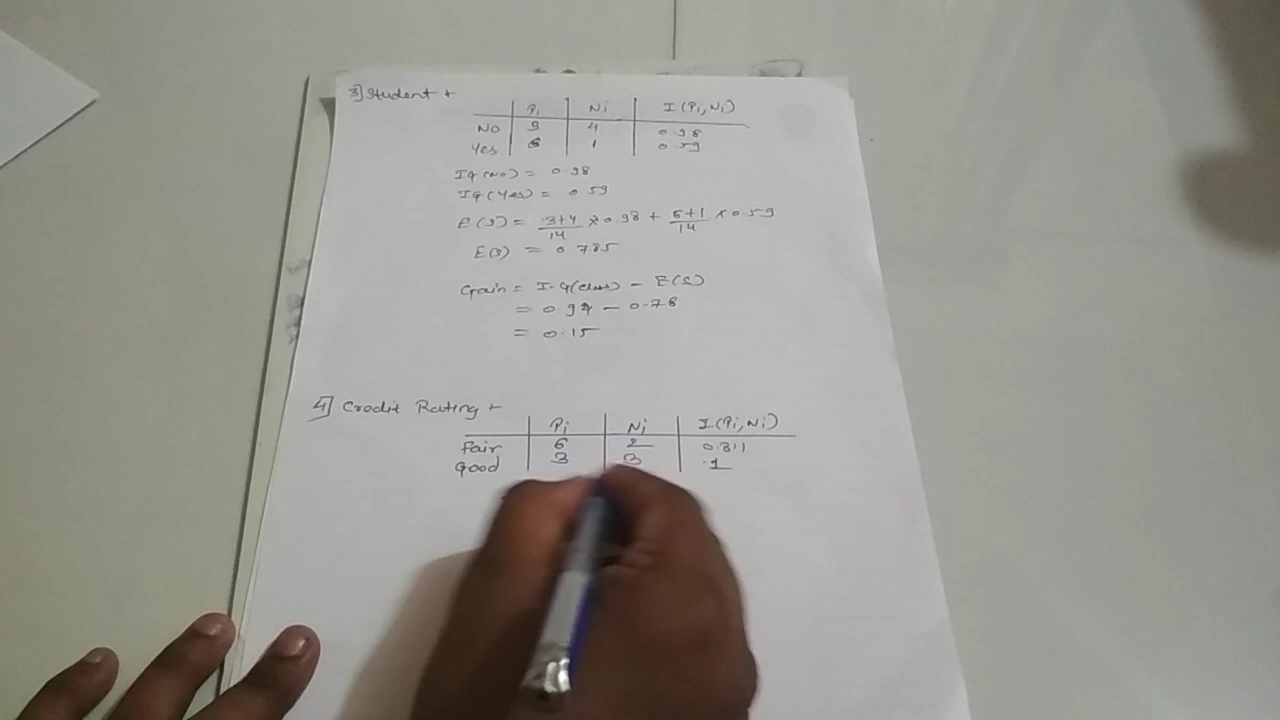 3] Student +
Pi Ni I (Pi, Ni)
No 3 4 0.98
Yes 6 1 0.59
IG (No) = 0.98
IG (Yes) = 0.59
E (S) = 3+4/14 × 0.98 + 6+1/14 × 0.59
E(S) = 0.785
Gain = I.G(class) - E(S)
= 0.94 - 0.78
= 0.15
4] Credit Rating +
Pi Ni I (Pi, Ni)
Fair 6 2 0.811
Good 3 3 1